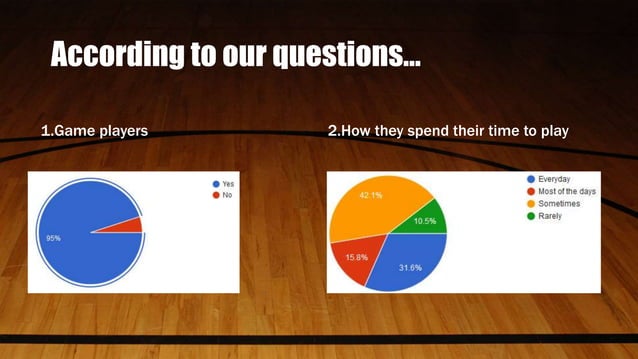 According to our questions...
1.Game players
2.How they spend their time to play
Yes
No
95%
Everyday
Most of the days
Sometimes
Rarely
42.1%
10.5%
15.8%
31.6%